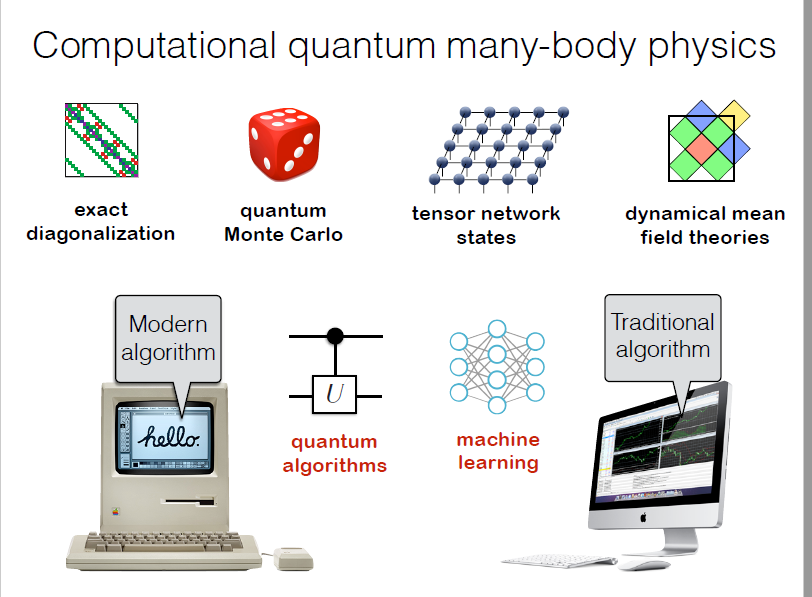 Computational quantum many-body physics
exact
diagonalization
quantum
Monte Carlo
tensor network
states
dynamical mean
field theories
Modern
algorithm
hello.
U
quantum
algorithms
machine
learning
Traditional
algorithm